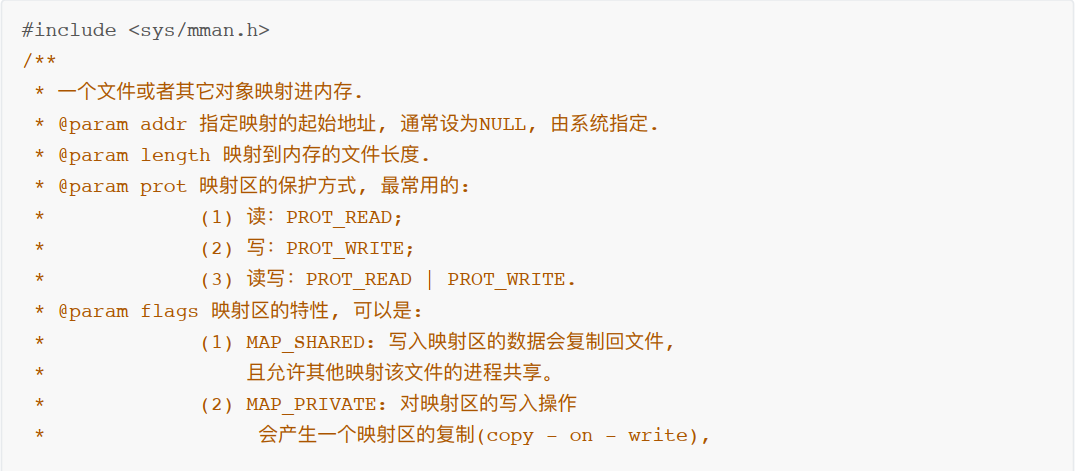 #include <sys/mman.h>
/**
 * 一个文件或者其它对象映射进内存.
 * @param addr 指定映射的起始地址, 通常设为NULL, 由系统指定.
 * @param length 映射到内存的文件长度.
 * @param prot 映射区的保护方式, 最常用的:
 *             (1) 读: PROT_READ;
 *             (2) 写: PROT_WRITE;
 *             (3) 读写: PROT_READ | PROT_WRITE.
 * @param flags 映射区的特性, 可以是:
 *             (1) MAP_SHARED: 写入映射区的数据会复制回文件,
 *                 且允许其他映射该文件的进程共享。
 *             (2) MAP_PRIVATE: 对映射区的写入操作
 *                  会产生一个映射区的复制(copy - on - write),